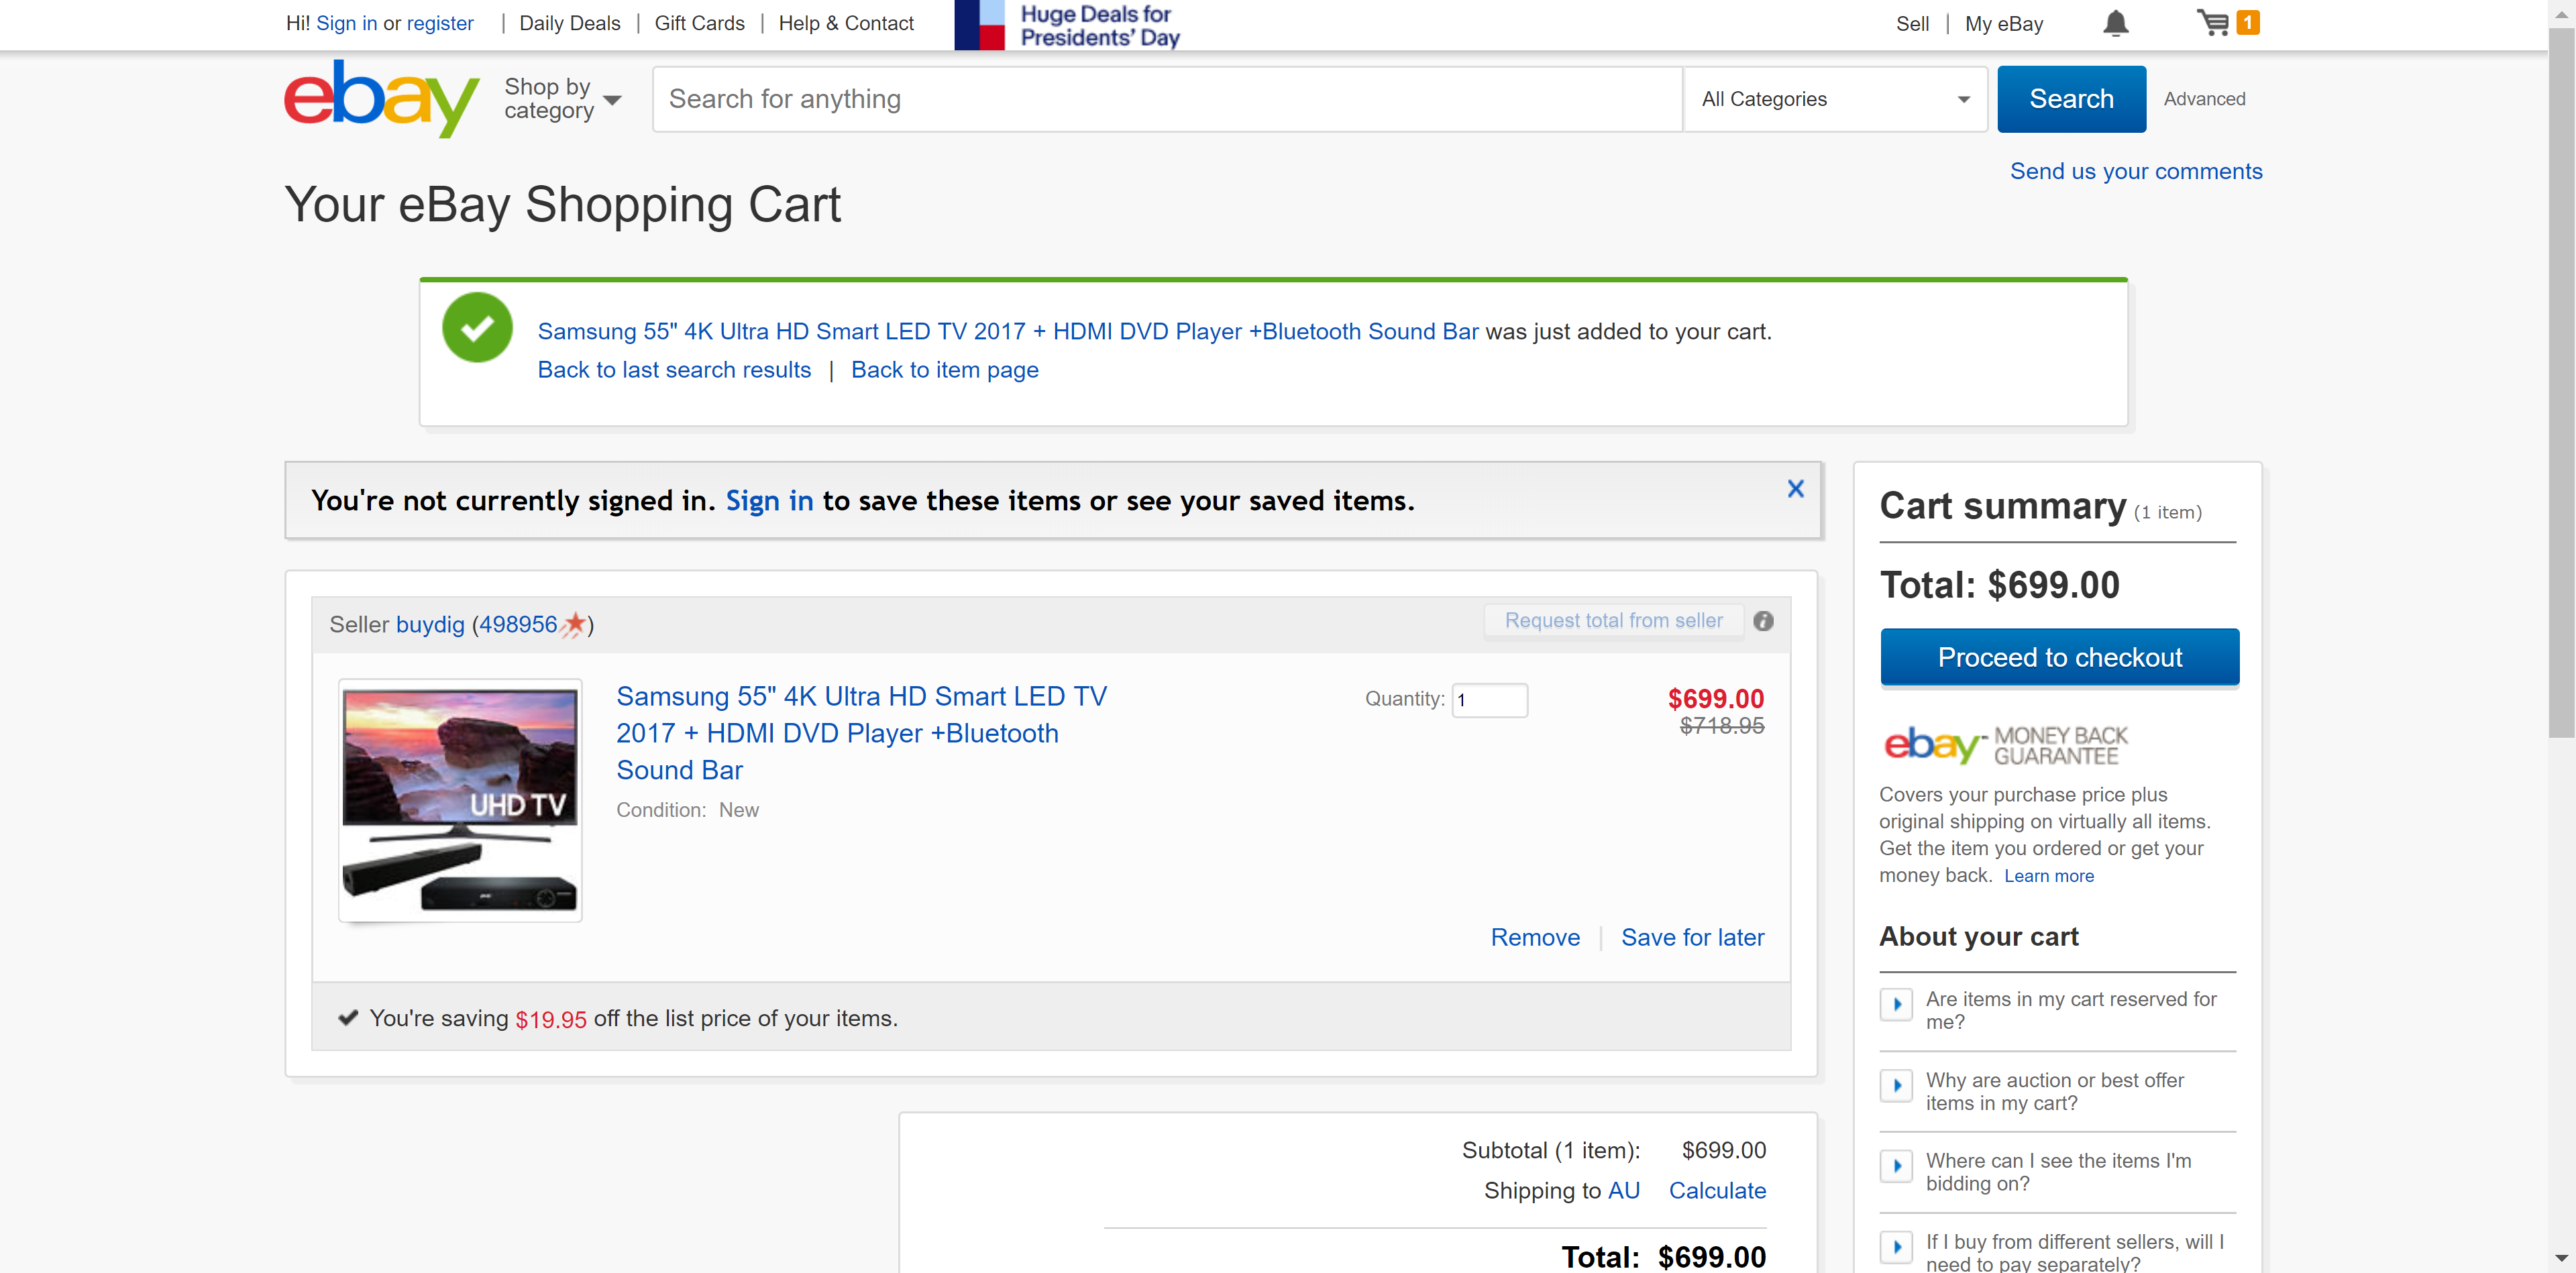 Hi! Sign in or register | Daily Deals | Gift Cards | Help & Contact
Huge Deals for
Presidents' Day
Sell | My eBay
1
ebay
Shop by
category
Search for anything
All Categories
Search
Advanced
Send us your comments
Your eBay Shopping Cart
Samsung 55" 4K Ultra HD Smart LED TV 2017 + HDMI DVD Player +Bluetooth Sound Bar was just added to your cart.
Back to last search results | Back to item page
You're not currently signed in. Sign in to save these items or see your saved items.
X
Seller buydig (498956)
Request total from seller
i
UHD TV
Samsung 55" 4K Ultra HD Smart LED TV
2017 + HDMI DVD Player +Bluetooth
Sound Bar
Condition: New
Quantity: 1
$699.00
$718.95
Remove | Save for later
You're saving $19.95 off the list price of your items.
Subtotal (1 item): $699.00
Shipping to AU Calculate
Total: $699.00
Cart summary (1 item)
Total: $699.00
Proceed to checkout
ebay™ MONEY BACK
GUARANTEE
Covers your purchase price plus
original shipping on virtually all items.
Get the item you ordered or get your
money back. Learn more
About your cart
Are items in my cart reserved for
me?
Why are auction or best offer
items in my cart?
Where can I see the items I'm
bidding on?
If I buy from different sellers, will I
need to pay separately?